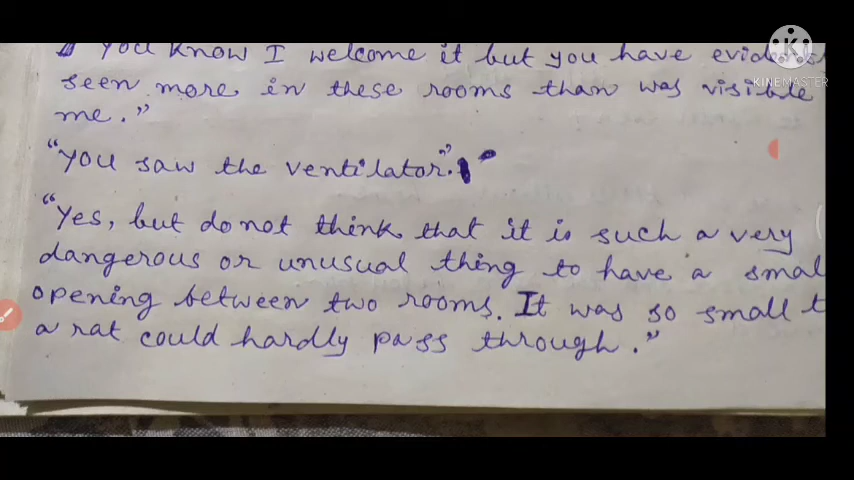 you know I welcome it but you have
seen more in these rooms than was visible
me."
"You saw the ventilator".
"Yes, but do not think that it is such a very
dangerous or unusual thing to have a small
opening between two rooms. It was so small
a rat could hardly pass through."
KINEMASTER